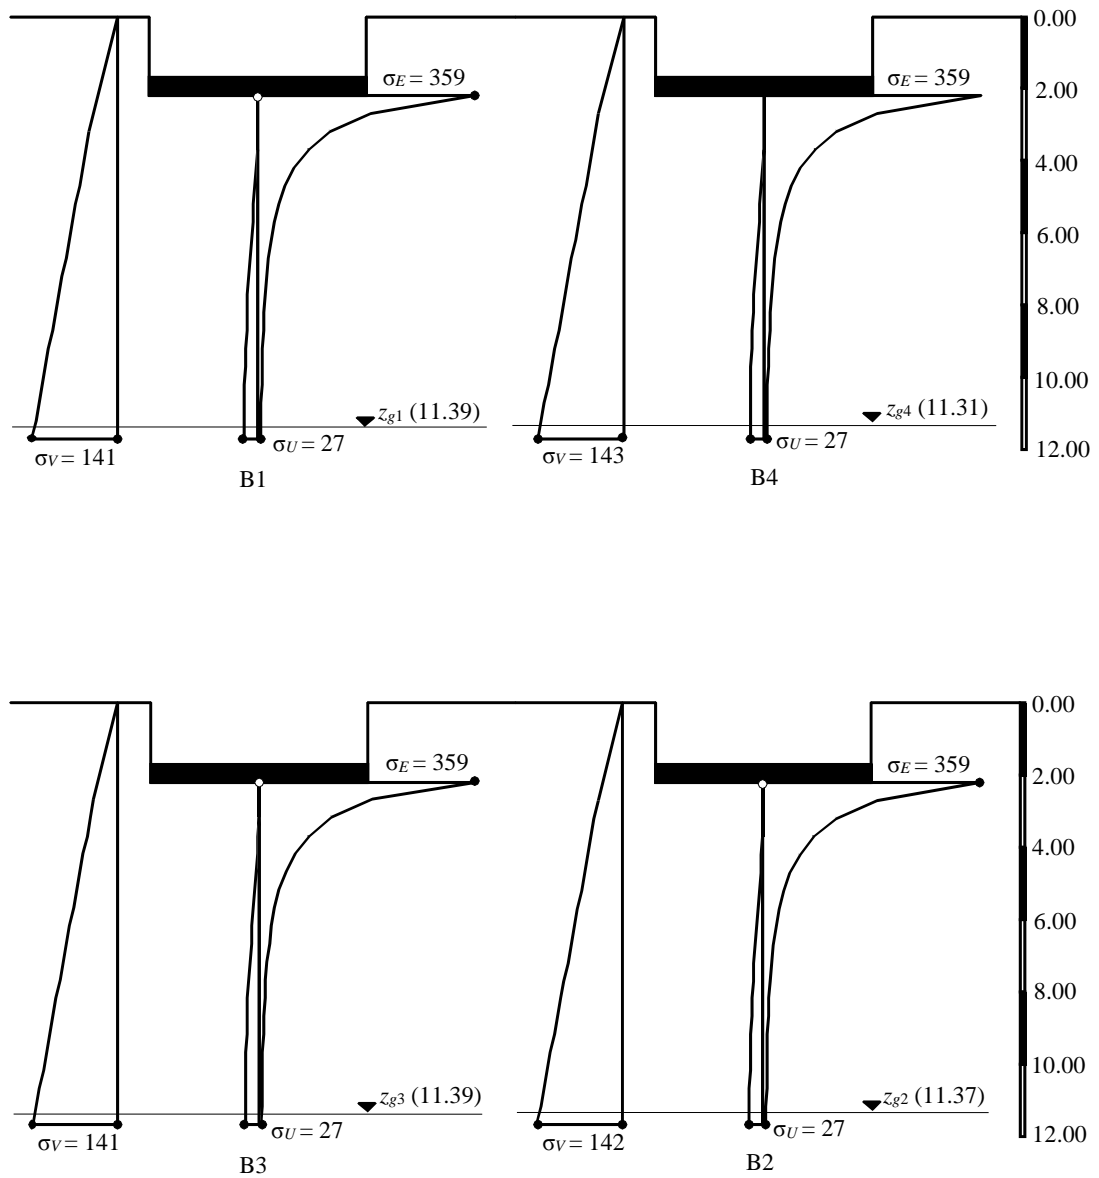 0.00
σE = 359 σE = 359
2.00
4.00
6.00
8.00
10.00
zg1 (11.39) zg4 (11.31)
σU = 27 σU = 27
12.00
σV = 141 σV = 143
B1 B4
0.00
σE = 359 σE = 359
2.00
4.00
6.00
8.00
10.00
zg3 (11.39) zg2 (11.37)
σU = 27 σU = 27
12.00
σV = 141 σV = 142
B3 B2